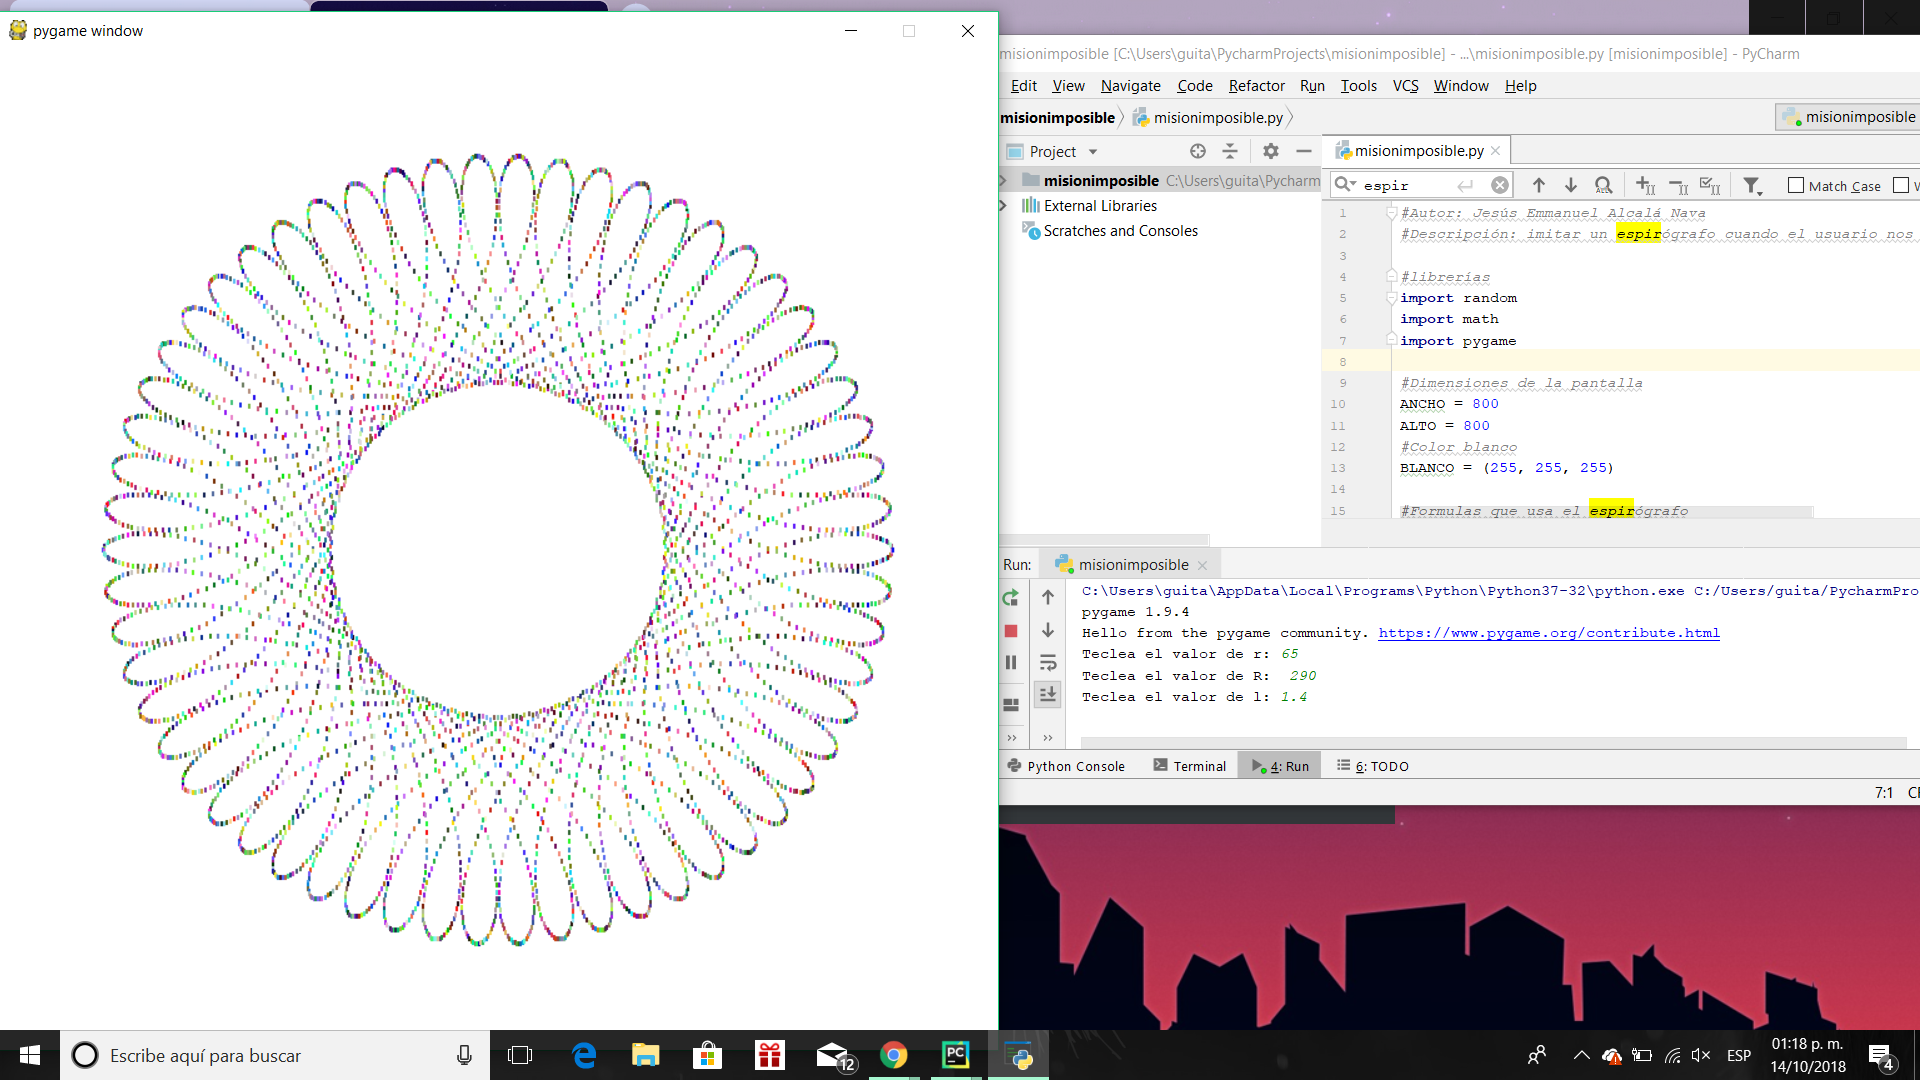 pygame window
misionimposible [C:\Users\guita\PycharmProjects\misionimposible] - ...\misionimposible.py [misionimposible] - PyCharm
Edit View Navigate Code Refactor Run Tools VCS Window Help
misionimposible misionimposible.py misionimposible
Project misionimposible.py
misionimposible C:\Users\guita\Pycharm
External Libraries
Scratches and Consoles
espir Match Case W
1 #Autor: Jesús Emmanuel Alcalá Nava
2 #Descripción: imitar un espirógrafo cuando el usuario nos
3
4 #librerías
5 import random
6 import math
7 import pygame
8
9 #Dimensiones de la pantalla
10 ANCHO = 800
11 ALTO = 800
12 #Color blanco
13 BLANCO = (255, 255, 255)
14
15 #Formulas que usa el espirógrafo
Run: misionimposible
C:\Users\guita\AppData\Local\Programs\Python\Python37-32\python.exe C:/Users/guita/PycharmPro
pygame 1.9.4
Hello from the pygame community. https://www.pygame.org/contribute.html
Teclea el valor de r: 65
Teclea el valor de R: 290
Teclea el valor de l: 1.4
Python Console Terminal 4: Run 6: TODO
7:1
Escribe aquí para buscar
12
PC
ESP
01:18 p. m.
14/10/2018
4